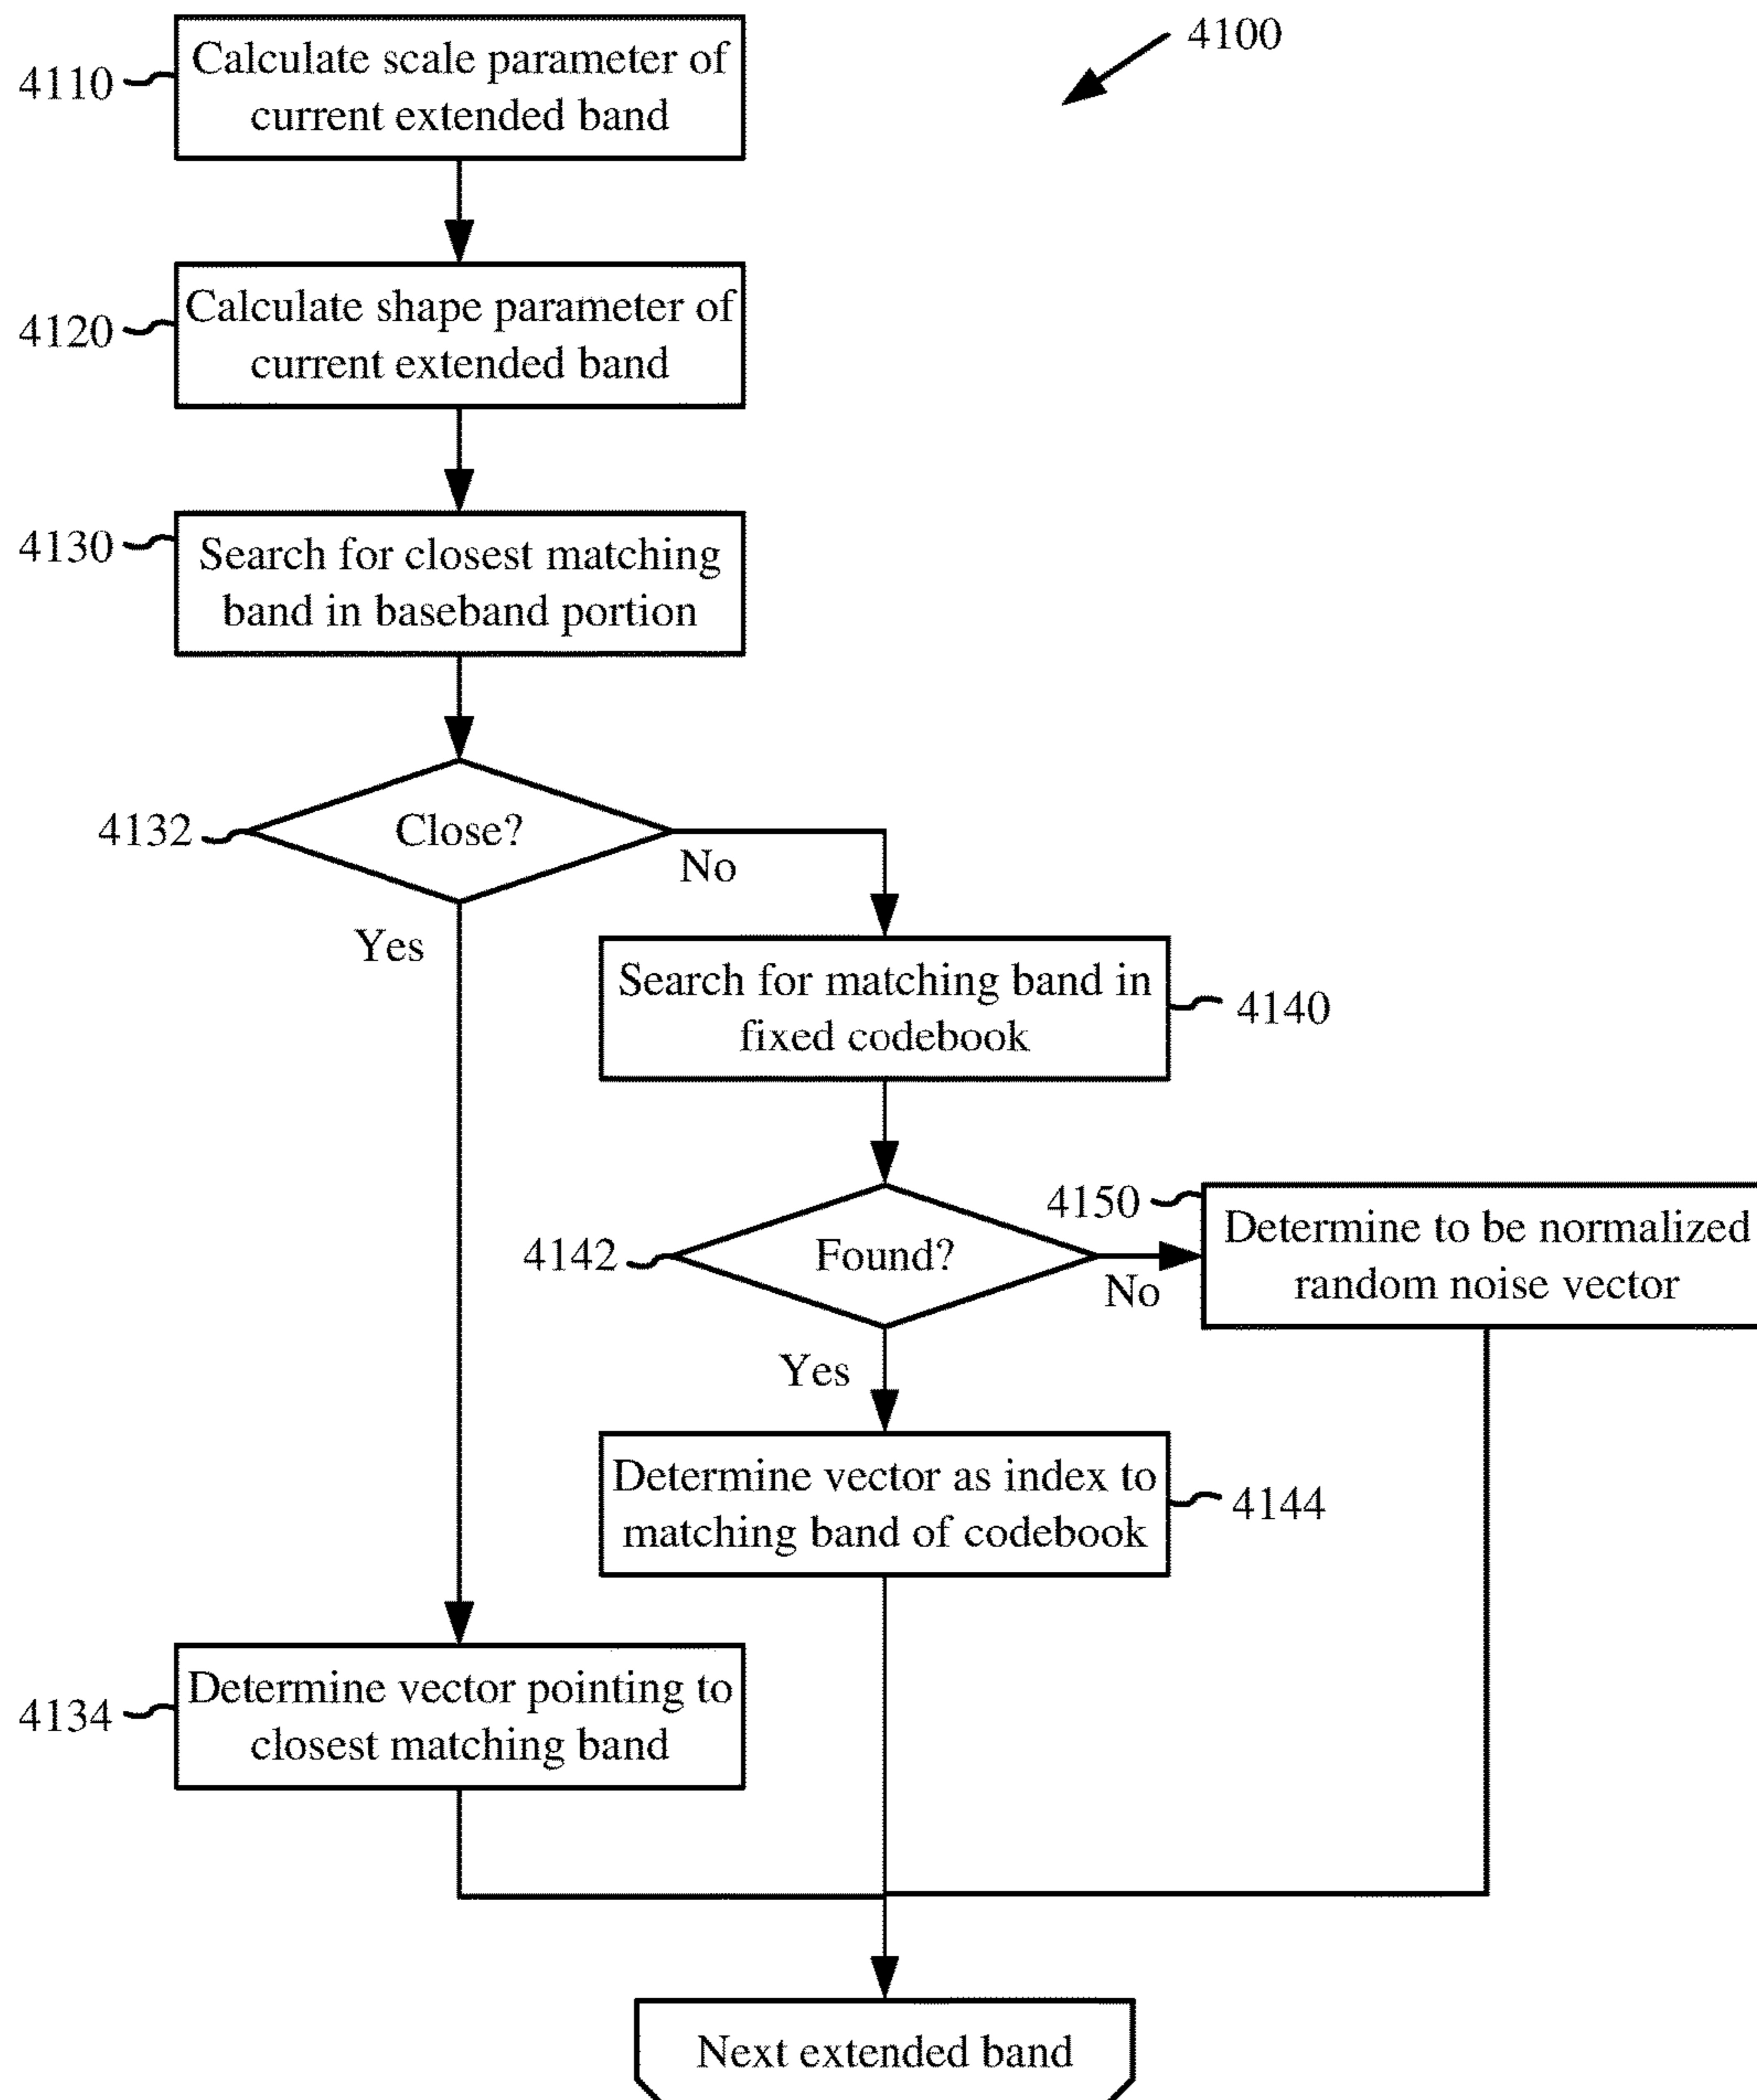 4100
4110
Calculate scale parameter of
current extended band
4120
Calculate shape parameter of
current extended band
4130
Search for closest matching
band in baseband portion
4132
Close?
No
Yes
Search for matching band in
fixed codebook
4140
4142
Found?
No
4150
Determine to be normalized
random noise vector
Yes
Determine vector as index to
matching band of codebook
4144
4134
Determine vector pointing to
closest matching band
Next extended band